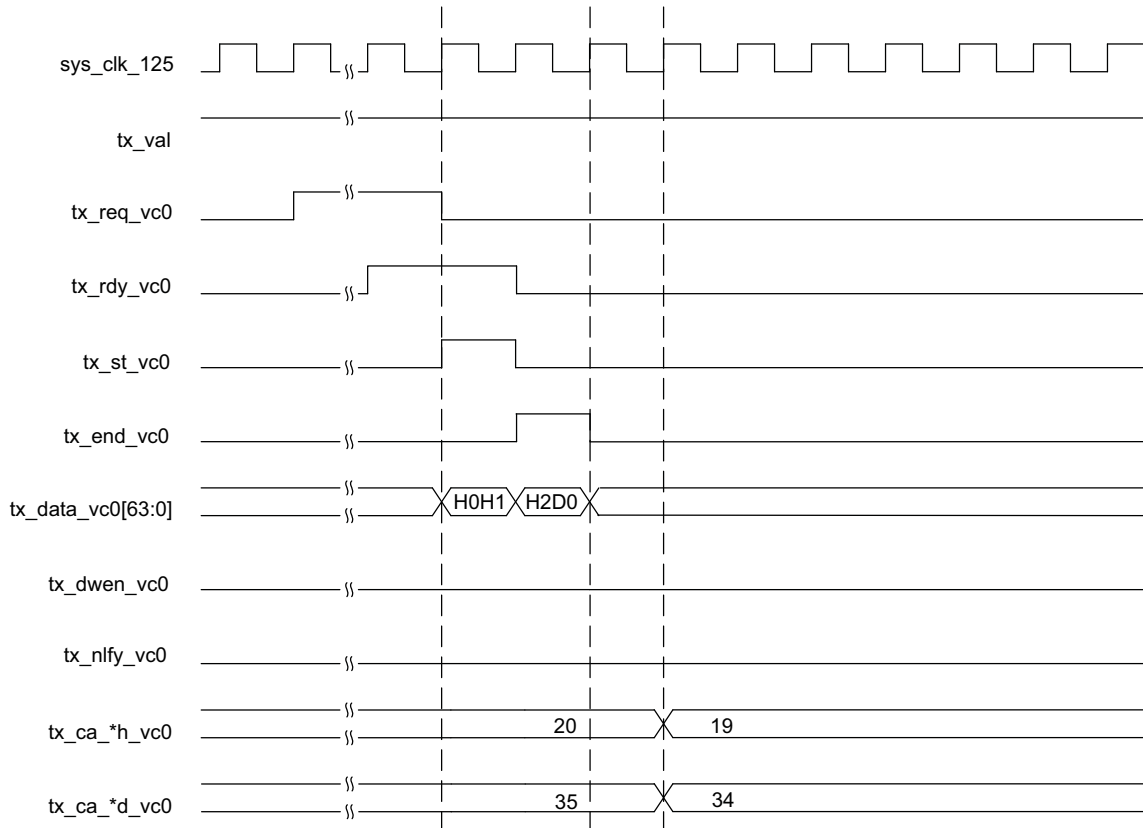 sys_clk_125
tx_val
tx_req_vc0
tx_rdy_vc0
tx_st_vc0
tx_end_vc0
tx_data_vc0[63:0] H0H1 H2D0
tx_dwen_vc0
tx_nlfy_vc0
tx_ca_*h_vc0 20 19
tx_ca_*d_vc0 35 34